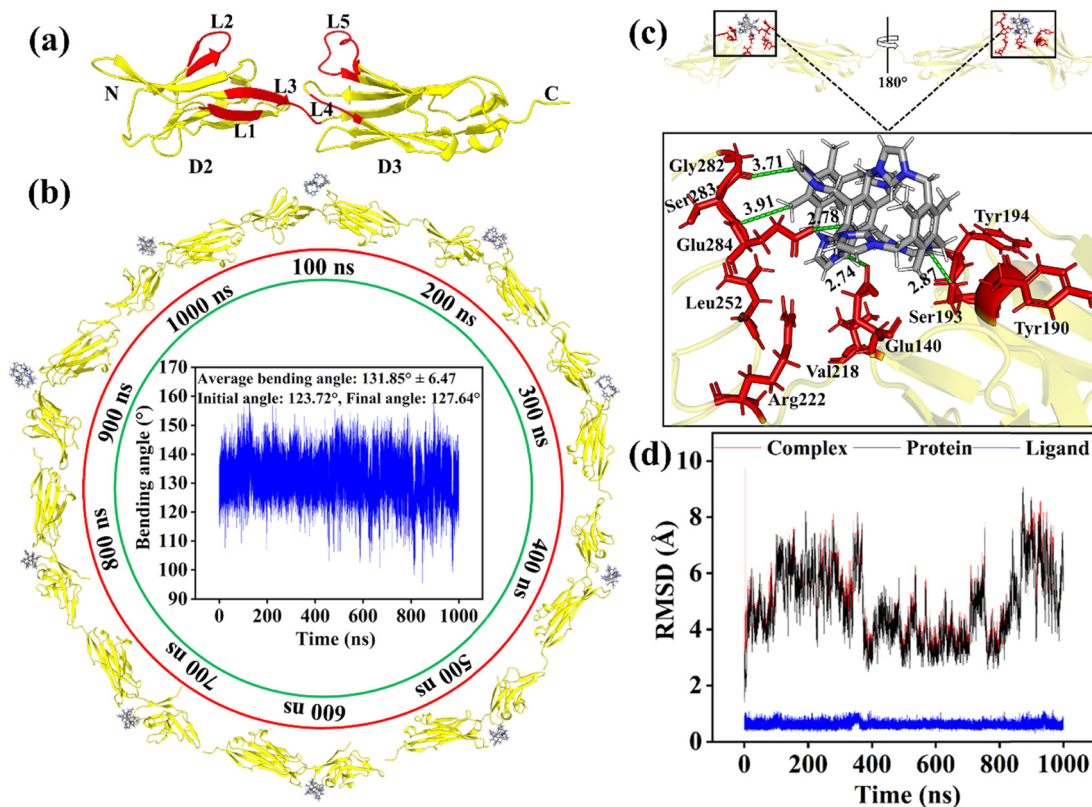 (a)
L2
L5
N
L3
L4
C
L1
D2
D3
(b)
100 ns
200 ns
300 ns
400 ns
500 ns
600 ns
700 ns
800 ns
900 ns
1000 ns
Average bending angle: 131.85° ± 6.47
Initial angle: 123.72°, Final angle: 127.64°
Bending angle (°)
160
150
140
130
120
110
100
90
0 200 400 600 800 1000
Time (ns)
(c)
180°
Gly282
3.71
Ser283
3.91
2.78
Glu284
Tyr194
2.74
2.87
Leu252
Ser193
Tyr190
Glu140
Val218
Arg222
(d)
Complex Protein Ligand
RMSD (Å)
10
8
6
4
2
0
0 200 400 600 800 1000
Time (ns)